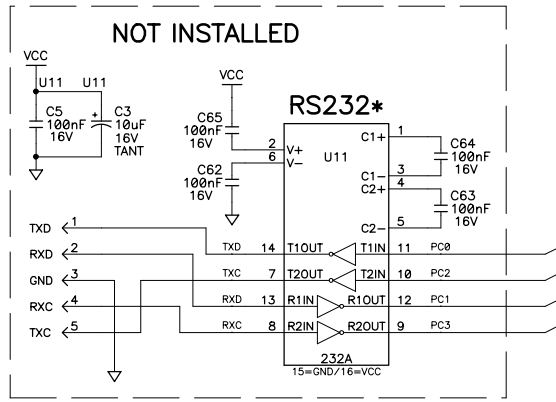 NOT INSTALLED
VCC
U11 U11
C5
100nF
16V
+
C3
10uF
16V
TANT
VCC
C65
100nF
16V
C62
100nF
16V
RS232*
U11
2 V+
6 V-
C1+ 1
C1- 3
C2+ 4
C2- 5
C64
100nF
16V
C63
100nF
16V
TXD 1
RXD 2
GND 3
RXC 4
TXC 5
TXD 14 T1OUT T1IN 11 PC0
TXC 7 T2OUT T2IN 10 PC2
RXD 13 R1IN R1OUT 12 PC1
RXC 8 R2IN R2OUT 9 PC3
232A
15=GND/16=VCC